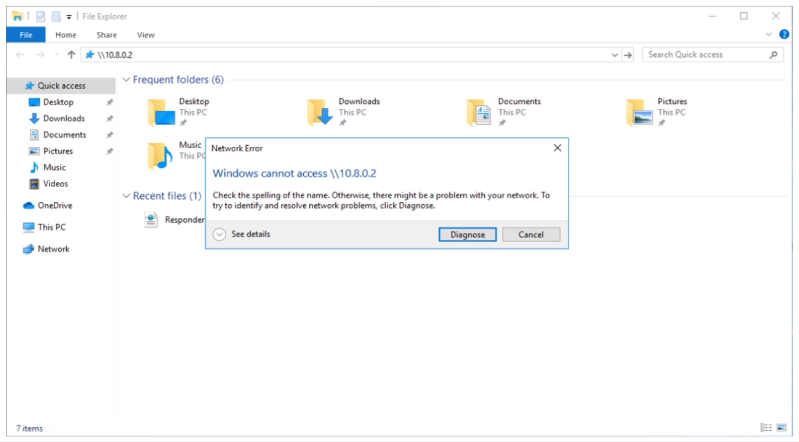 File Explorer
File Home Share View
\\10.8.0.2
Search Quick access
Quick access
Desktop
Downloads
Documents
Pictures
Music
Videos
OneDrive
This PC
Network
Frequent folders (6)
Desktop
This PC
Downloads
This PC
Documents
This PC
Pictures
This PC
Music
This PC
Recent files (1)
Responder
Network Error
Windows cannot access \\10.8.0.2
Check the spelling of the name. Otherwise, there might be a problem with your network. To
try to identify and resolve network problems, click Diagnose.
See details
Diagnose
Cancel
7 items